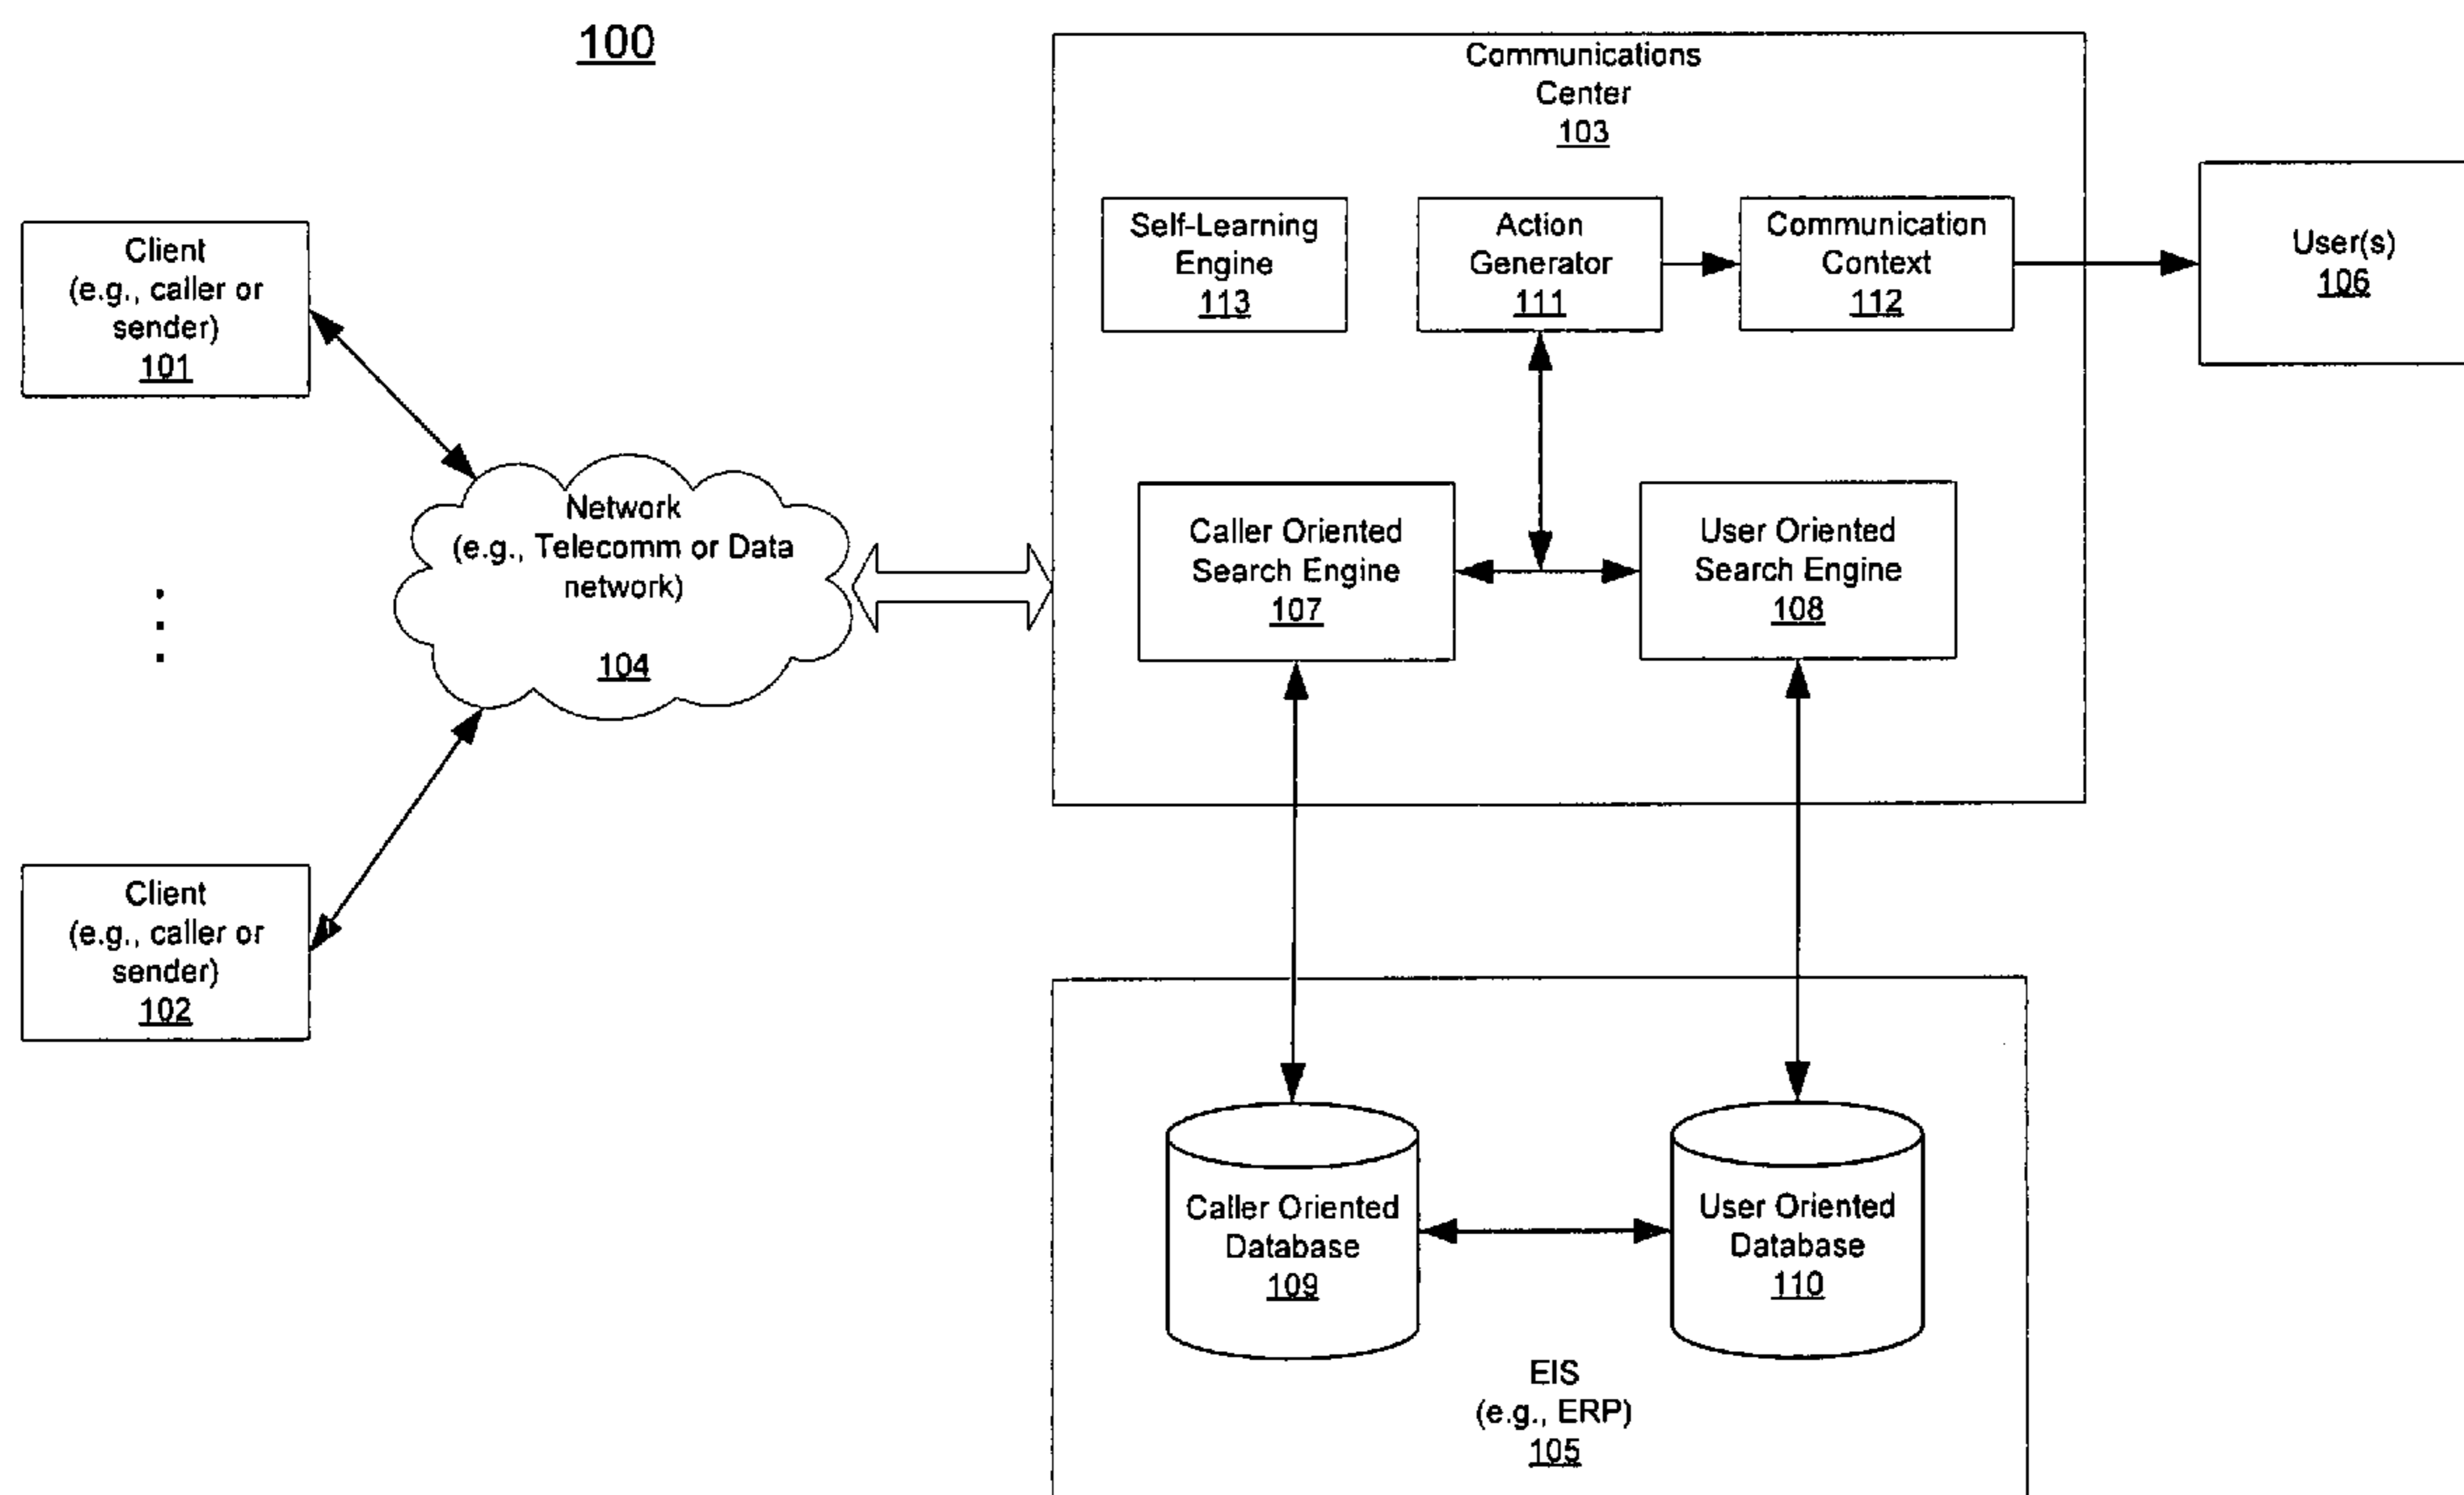 100
Communications
Center
103
Self-Learning
Engine
113
Action
Generator
111
Communication
Context
112
User(s)
106
Client
(e.g., caller or
sender)
101
Network
(e.g., Telecomm or Data
network)
104
Caller Oriented
Search Engine
107
User Oriented
Search Engine
108
Client
(e.g., caller or
sender)
102
Caller Oriented
Database
109
User Oriented
Database
110
EIS
(e.g., ERP)
105